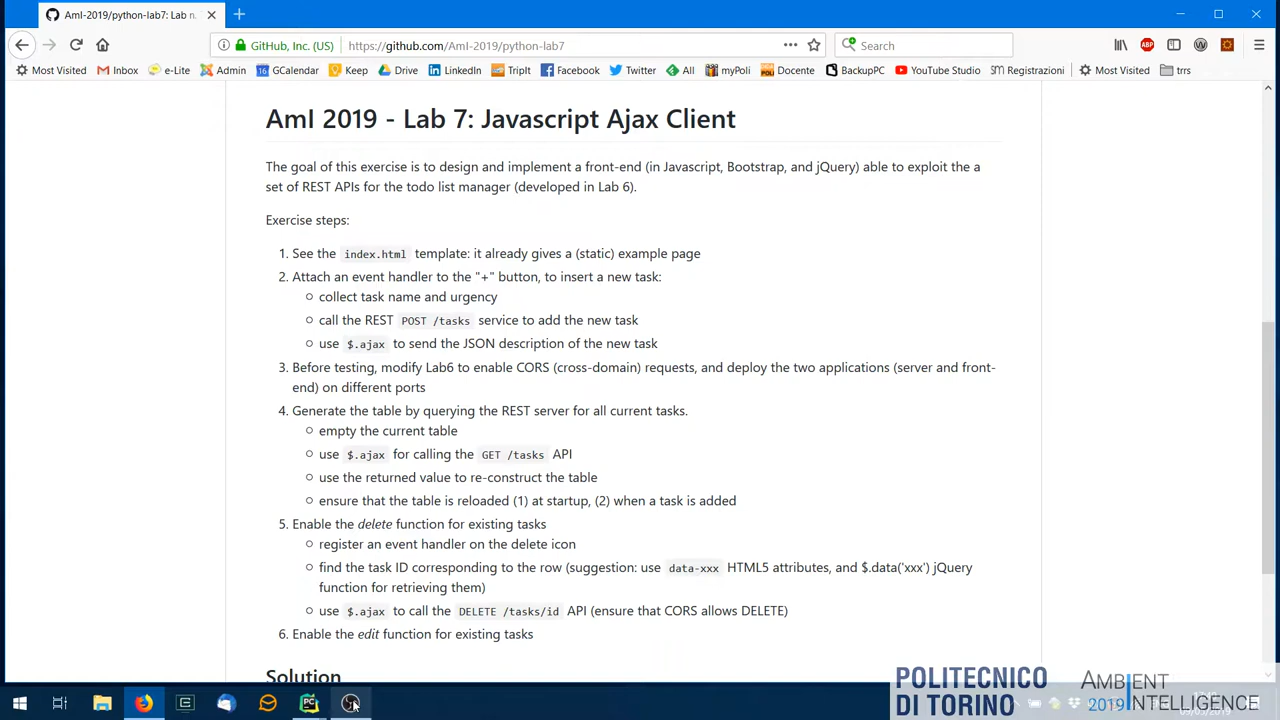 AmI-2019/python-lab7: Lab n.
GitHub, Inc. (US) https://github.com/AmI-2019/python-lab7
Search
Most Visited Inbox e-Lite Admin GCalendar Keep Drive LinkedIn TripIt Facebook Twitter All myPoli Docente BackupPC YouTube Studio Registrazioni Most Visited trrs
AmI 2019 - Lab 7: Javascript Ajax Client
The goal of this exercise is to design and implement a front-end (in Javascript, Bootstrap, and jQuery) able to exploit the a
set of REST APIs for the todo list manager (developed in Lab 6).
Exercise steps:
1. See the index.html template: it already gives a (static) example page
2. Attach an event handler to the "+" button, to insert a new task:
collect task name and urgency
call the REST POST /tasks service to add the new task
use $.ajax to send the JSON description of the new task
3. Before testing, modify Lab6 to enable CORS (cross-domain) requests, and deploy the two applications (server and front-
end) on different ports
4. Generate the table by querying the REST server for all current tasks.
empty the current table
use $.ajax for calling the GET /tasks API
use the returned value to re-construct the table
ensure that the table is reloaded (1) at startup, (2) when a task is added
5. Enable the delete function for existing tasks
register an event handler on the delete icon
find the task ID corresponding to the row (suggestion: use data-xxx HTML5 attributes, and $.data('xxx') jQuery
function for retrieving them)
use $.ajax to call the DELETE /tasks/id API (ensure that CORS allows DELETE)
6. Enable the edit function for existing tasks
Solution
POLITECNICO
DI TORINO
AMBIENT
2019 INTELLIGENCE